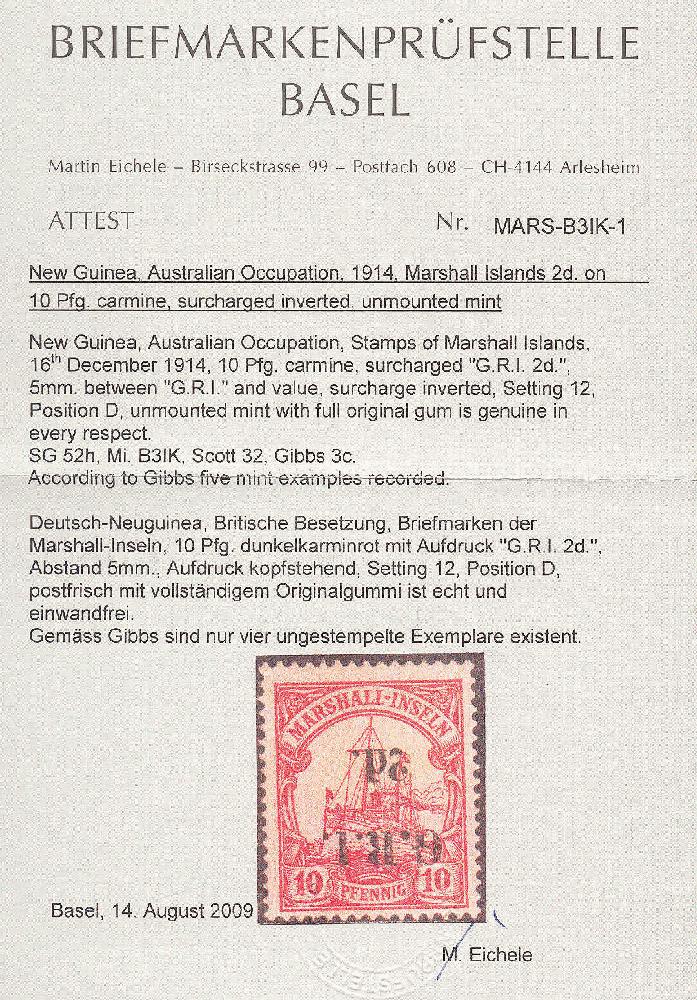 BRIEFMARKENPRÜFSTELLE
BASEL
Martin Eichele – Birseckstrasse 99 – Postfach 608 – CH-4144 Arlesheim
ATTEST Nr. MARS-B3IK-1
New Guinea, Australian Occupation, 1914, Marshall Islands 2d. on
10 Pfg. carmine, surcharged inverted, unmounted mint
New Guinea, Australian Occupation, Stamps of Marshall Islands,
16th December 1914, 10 Pfg. carmine, surcharged "G.R.I. 2d.",
5mm. between "G.R.I." and value, surcharge inverted, Setting 12,
Position D, unmounted mint with full original gum is genuine in
every respect.
SG 52h, Mi. B3IK, Scott 32, Gibbs 3c.
According to Gibbs five mint examples recorded.
Deutsch-Neuguinea, Britische Besetzung, Briefmarken der
Marshall-Inseln, 10 Pfg. dunkelkarminrot mit Aufdruck "G.R.I. 2d.",
Abstand 5mm., Aufdruck kopfstehend, Setting 12, Position D,
postfrisch mit vollständigem Originalgummi ist echt und
einwandfrei.
Gemäss Gibbs sind nur vier ungestempelte Exemplare existent.
MARSHALL-INSELN
2d.
G.R.I.
10 PFENNIG 10
Basel, 14. August 2009
M. Eichele